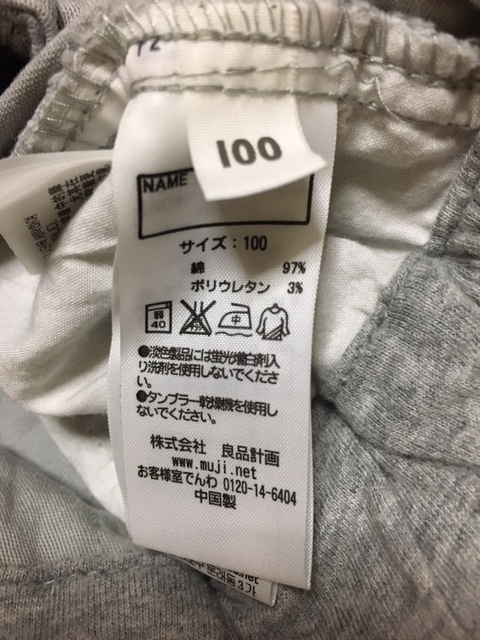 100
NAME
サイズ：100
綿 97%
ポリウレタン 3%
弱
40
中
●淡色製品には蛍光増白剤入
り洗剤を使用しないでくださ
い。
●タンブラー乾燥機を使用し
ないでください。
株式会社 良品計画
www.muji.net
お客様室でんわ 0120-14-6404
中国製